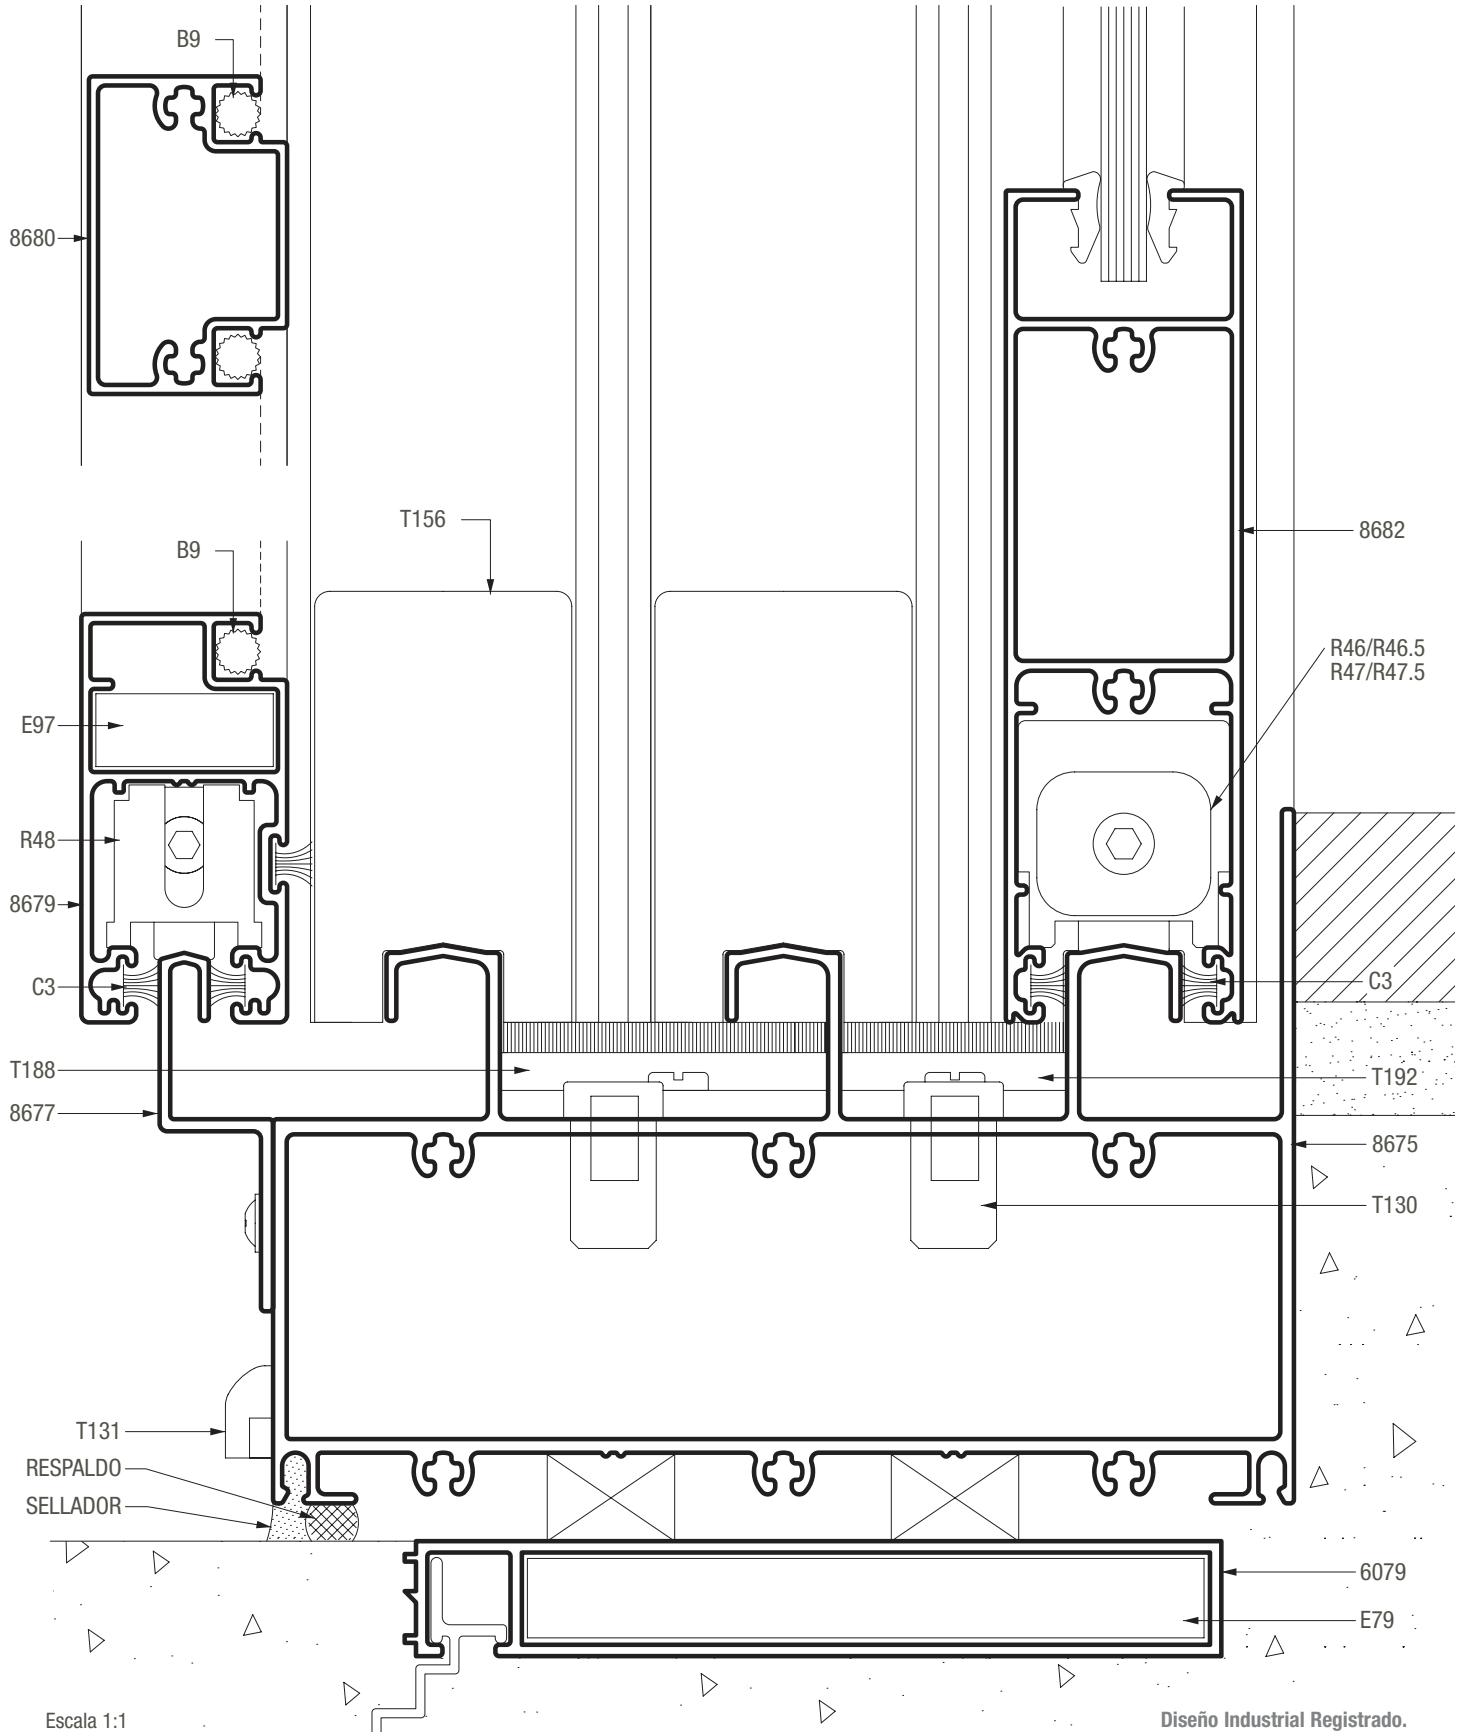 B9
8680
T156
B9
8682
R46/R46.5
R47/R47.5
E97
R48
8679
C3
C3
T188
T192
8677
8675
T130
T131
RESPALDO
SELLADOR
6079
E79
Escala 1:1
Diseño Industrial Registrado.